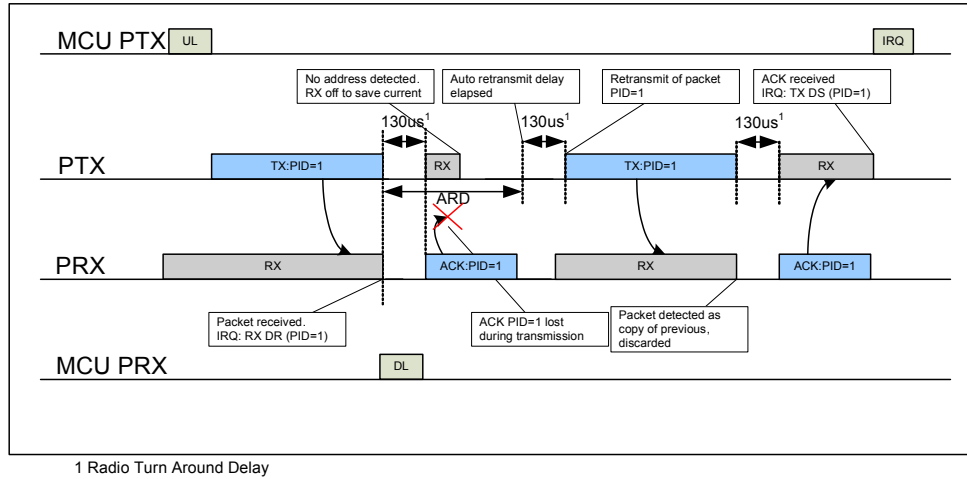 MCU PTX
UL
IRQ
No address detected.
RX off to save current
Auto retransmit delay
elapsed
Retransmit of packet
PID=1
ACK received
IRQ: TX DS (PID=1)
130us1
130us1
130us1
PTX
TX:PID=1
RX
TX:PID=1
RX
ARD
PRX
RX
ACK:PID=1
RX
ACK:PID=1
Packet received.
IRQ: RX DR (PID=1)
ACK PID=1 lost
during transmission
Packet detected as
copy of previous,
discarded
MCU PRX
DL
1 Radio Turn Around Delay